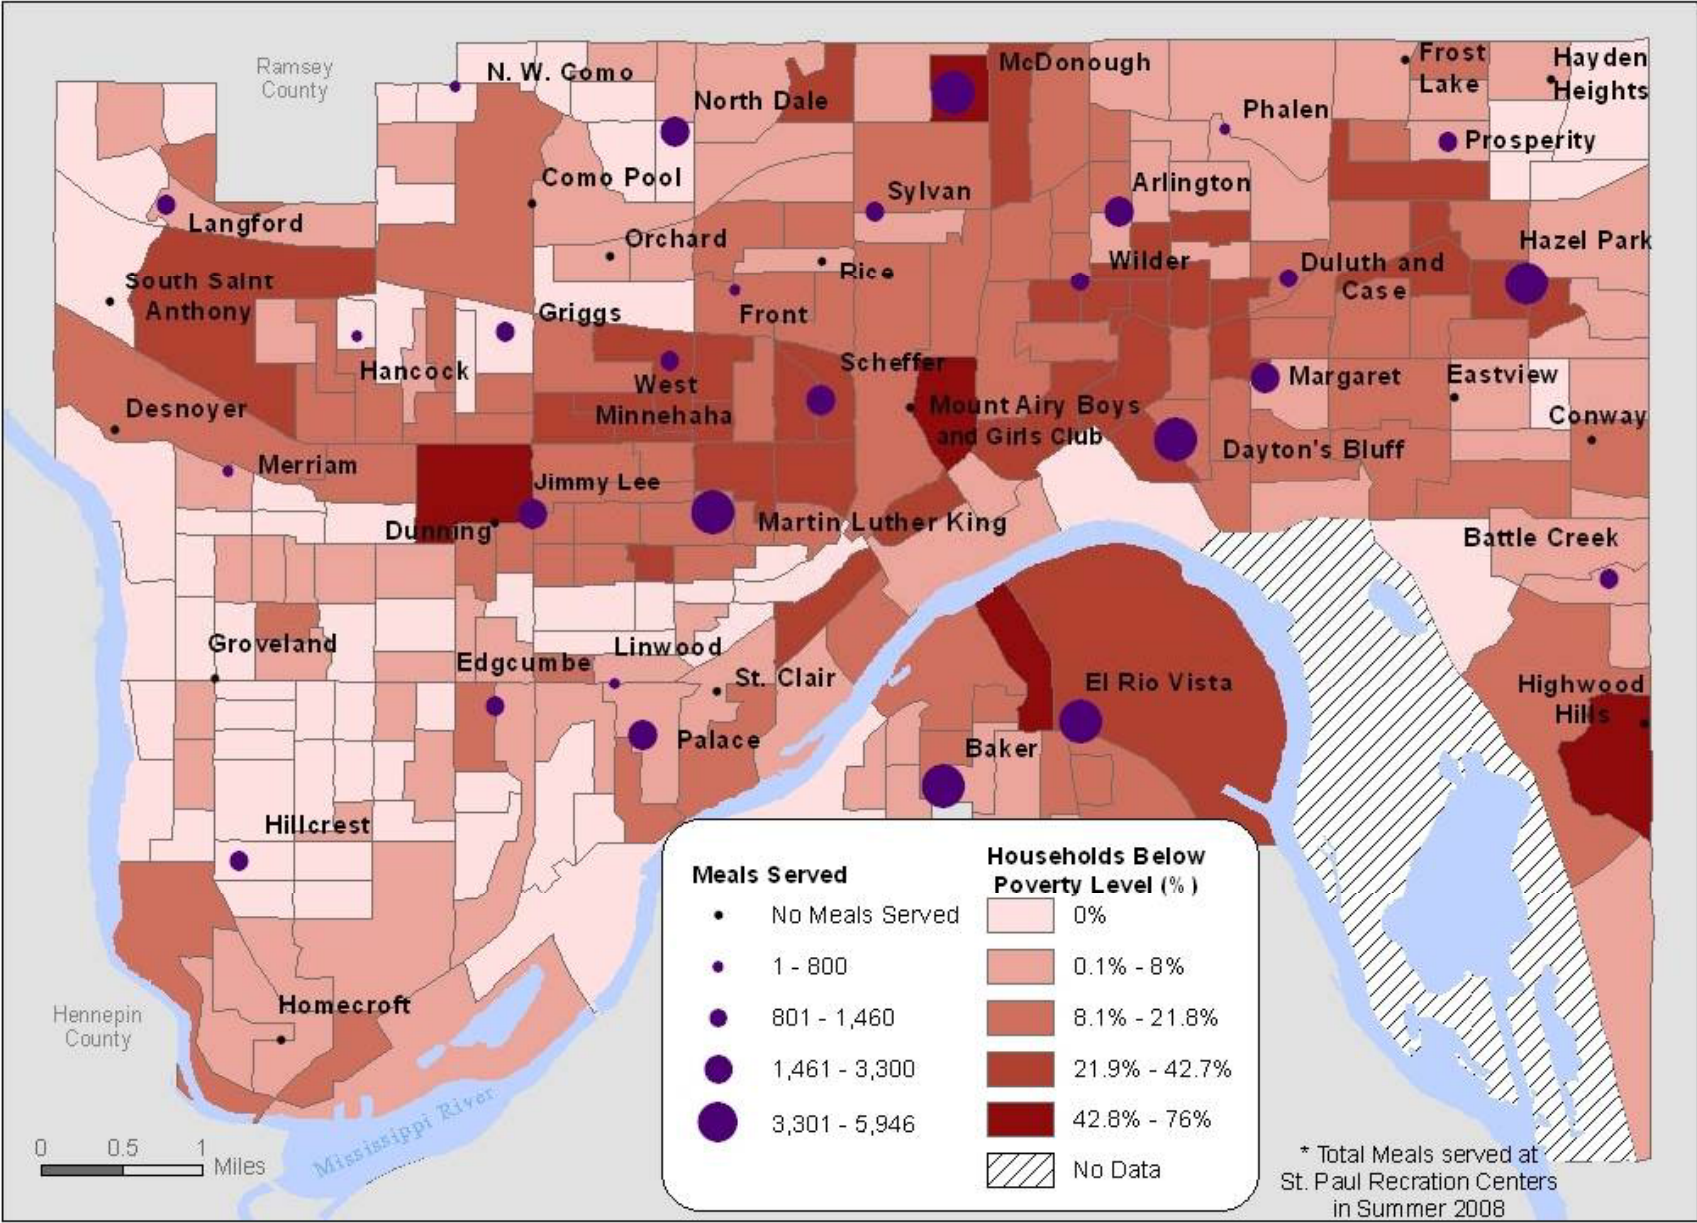 Ramsey
County
N. W. Como
North Dale
McDonough
Frost
Lake
Hayden
Heights
Phalen
Prosperity
Como Pool
Sylvan
Arlington
Langford
Orchard
Rice
Wilder
Duluth and
Case
Hazel Park
South Saint
Anthony
Griggs
Front
Hancock
West
Minnehaha
Scheffer
Mount Airy Boys
and Girls Club
Margaret
Eastview
Conway
Desnoyer
Dayton's Bluff
Merriam
Jimmy Lee
Dunning
Martin Luther King
Battle Creek
Groveland
Linwood
Edgcumbe
St. Clair
El Rio Vista
Highwood
Hills
Palace
Baker
Hillcrest
Homecroft
Hennepin
County
Mississippi River
0 0.5 1
Miles
Meals Served
No Meals Served
1 - 800
801 - 1,460
1,461 - 3,300
3,301 - 5,946
Households Below
Poverty Level (%)
0%
0.1% - 8%
8.1% - 21.8%
21.9% - 42.7%
42.8% - 76%
No Data
* Total Meals served at
St. Paul Recration Centers
in Summer 2008